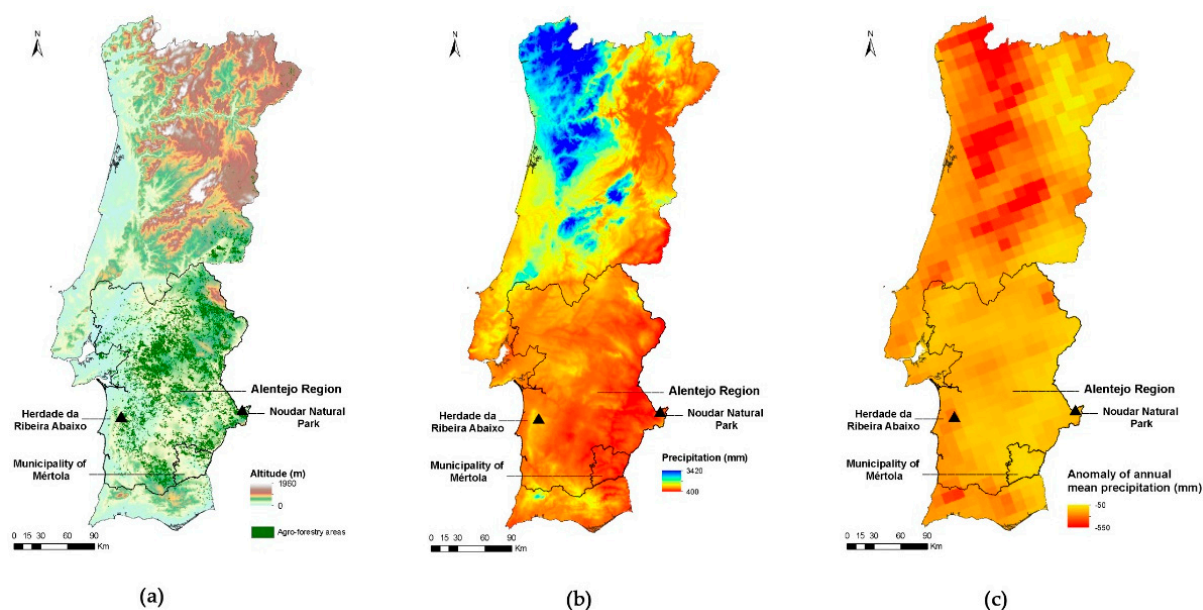 N
Alentejo Region
Herdade da
Ribeira Abaixo
Noudar Natural
Park
Municipality of
Mértola
Altitude (m)
1960
0
Agro-forestry areas
0 15 30 60 90
Km
(a)
N
Alentejo Region
Herdade da
Ribeira Abaixo
Noudar Natural
Park
Municipality of
Mértola
Precipitation (mm)
3420
400
0 15 30 60 90
Km
(b)
N
Alentejo Region
Herdade da
Ribeira Abaixo
Noudar Natural
Park
Municipality of
Mértola
Anomaly of annual
mean precipitation (mm)
-50
-550
0 15 30 60 90
Km
(c)